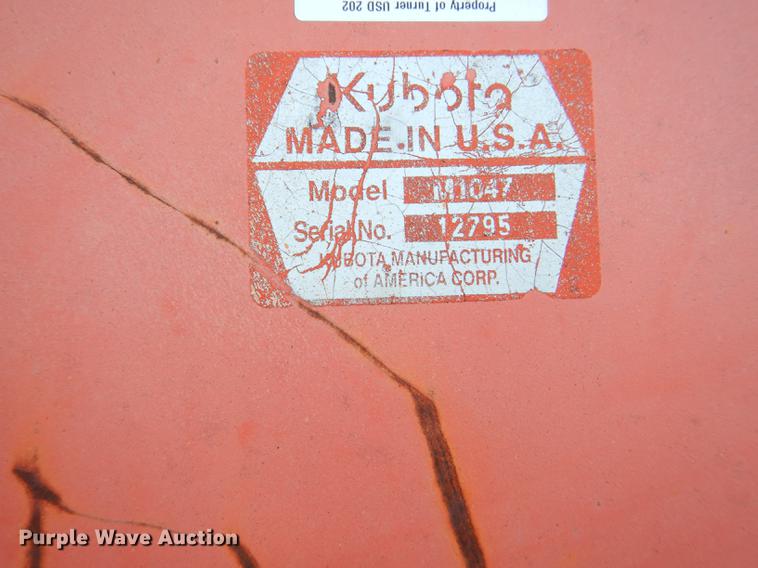 Property of Turner USD 202
Kubota
MADE IN U.S.A.
Model M1047
Serial No. 12795
KUBOTA MANUFACTURING
of AMERICA CORP.
Purple Wave Auction